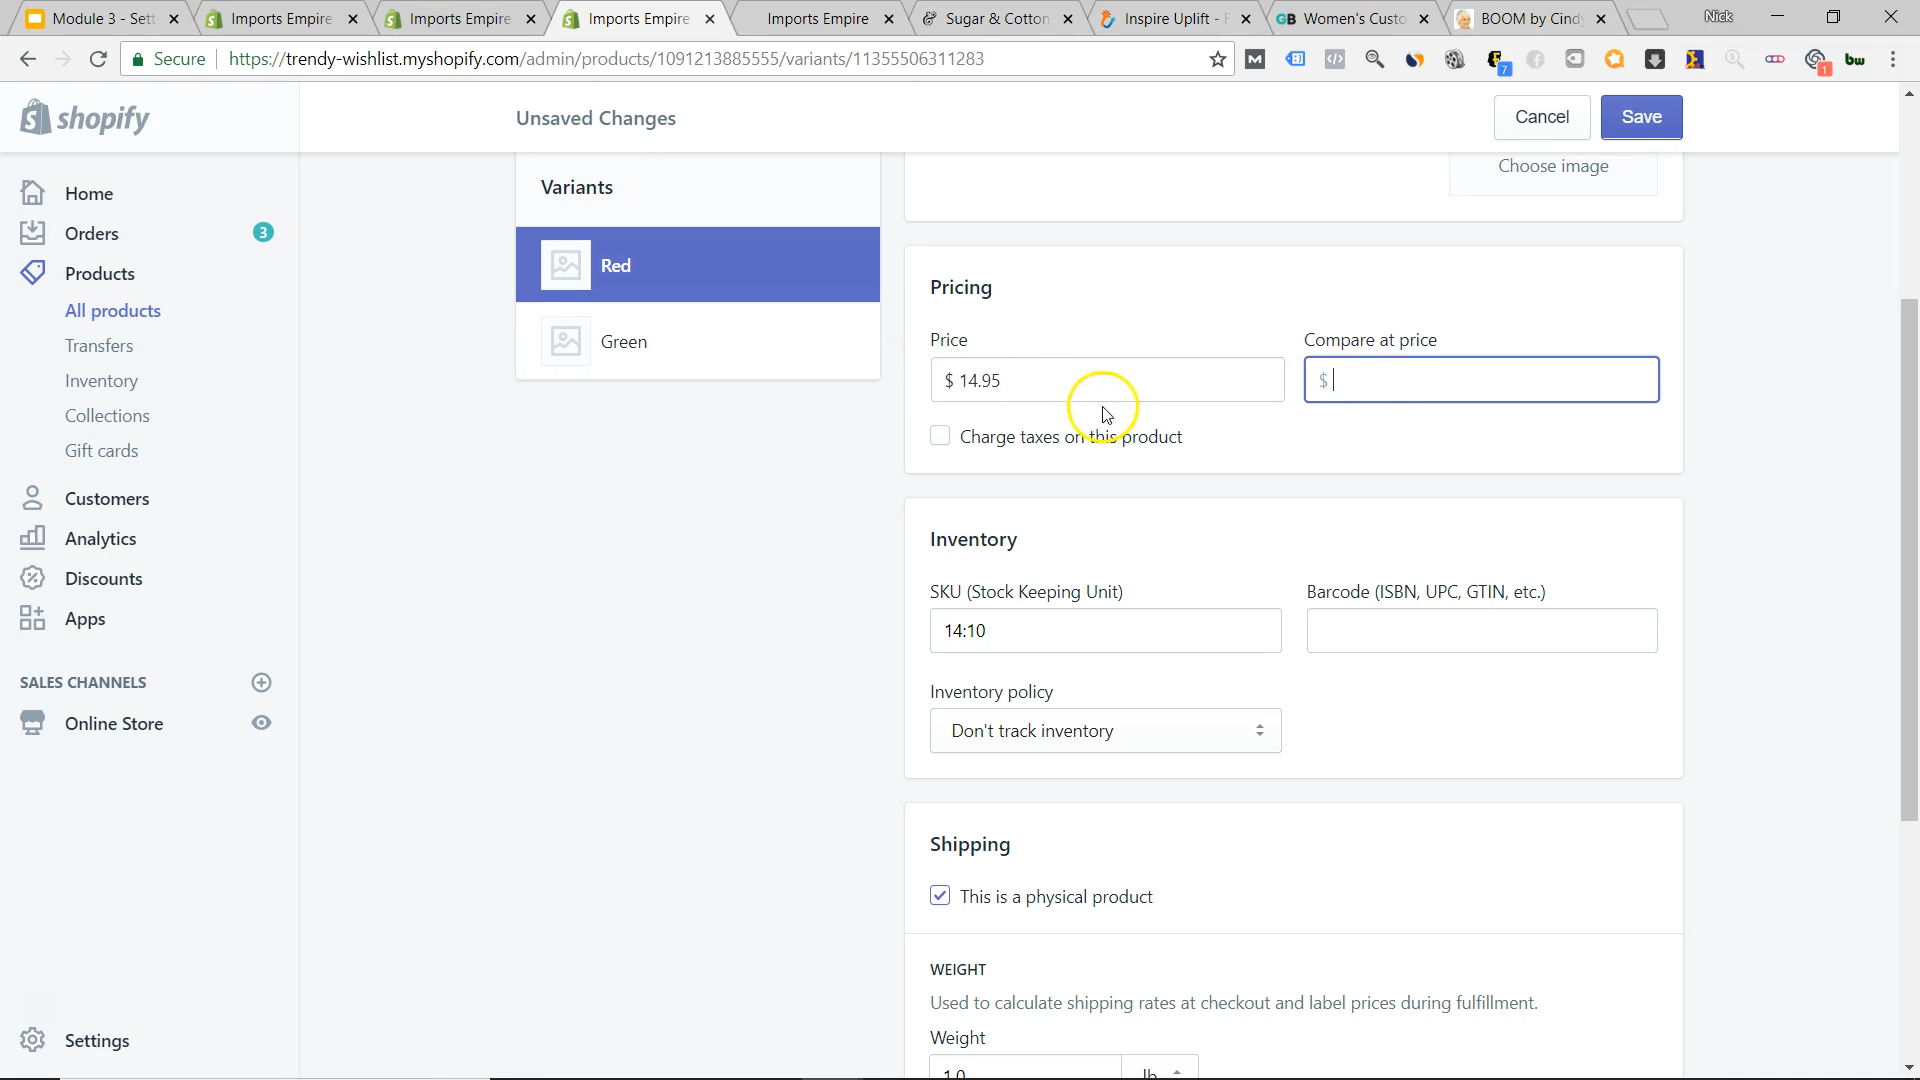 Module 3 - Sett
Imports Empire
Imports Empire
Imports Empire
Imports Empire
Sugar & Cotton
Inspire Uplift - F
GB Women's Custo
BOOM by Cindy
Nick
Secure
https://trendy-wishlist.myshopify.com/admin/products/1091213885555/variants/11355506311283
M
7
1
bw
shopify
Unsaved Changes
Cancel
Save
Home
Orders
3
Products
All products
Transfers
Inventory
Collections
Gift cards
Customers
Analytics
Discounts
Apps
SALES CHANNELS
Online Store
Settings
Variants
Red
Green
Choose image
Pricing
Price
Compare at price
$ 14.95
$
Charge taxes on this product
Inventory
SKU (Stock Keeping Unit)
Barcode (ISBN, UPC, GTIN, etc.)
14:10
Inventory policy
Don't track inventory
Shipping
This is a physical product
WEIGHT
Used to calculate shipping rates at checkout and label prices during fulfillment.
Weight
1.0
lb